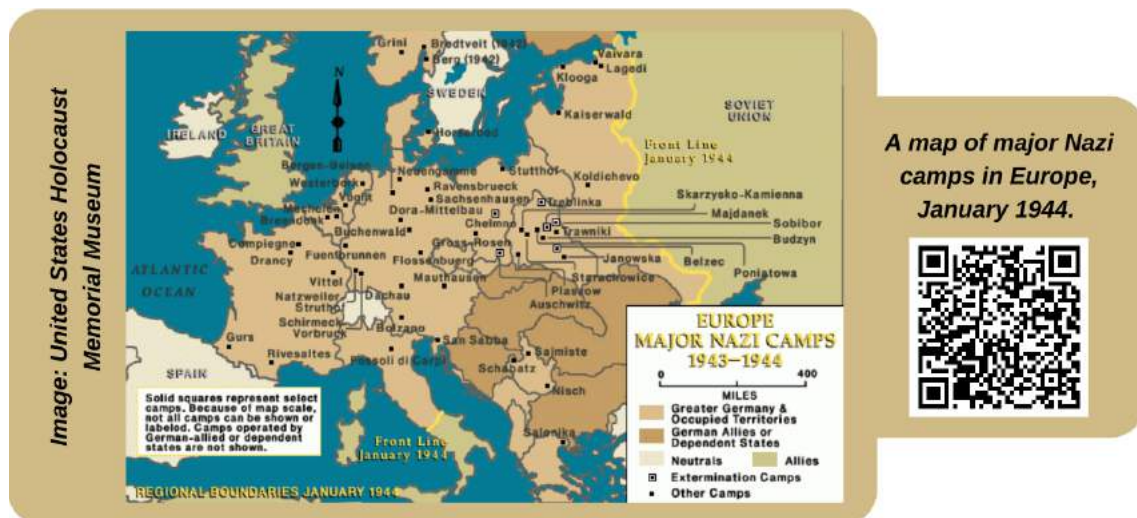 Image: United States Holocaust
Memorial Museum
Grini
Bredtveit (1942)
Berg (1942)
Vaivara
Klooga
Lagedi
N
SWEDEN
SOVIET
UNION
Kaiserwald
IRELAND
GREAT
BRITAIN
Horserod
Front Line
January 1944
Bergen-Belsen
Neuengamme
Stutthof
Koldichevo
Westerbork
Ravensbrueck
Vught
Sachsenhausen
Treblinka
Skarzysko-Kamienna
Mechelen
Dora-Mittelbau
Majdanek
Breendonk
Chelmno
Sobibor
Buchenwald
Trawniki
Budzyn
Compiegne
Gross-Rosen
Drancy
Fuenbrunnen
Flossenbuerg
Janowska
Belzec
ATLANTIC
OCEAN
Vittel
Mauthausen
Starachowice
Poniatowa
Natzweiler
Struthof
Dachau
Plaszow
Auschwitz
Schirmeck
Vorbruck
Bolzano
Gurs
San Sabba
Rivesaltes
Fossoli di Carpi
Sajmiste
Schabatz
SPAIN
Nisch
Salonika
Solid squares represent select
camps. Because of map scale,
not all camps can be shown or
labeled. Camps operated by
German-allied or dependent
states are not shown.
Front Line
January 1944
REGIONAL BOUNDARIES JANUARY 1944
EUROPE
MAJOR NAZI CAMPS
1943–1944
0 400
MILES
Greater Germany &
Occupied Territories
German Allies or
Dependent States
Neutrals Allies
Extermination Camps
Other Camps
A map of major Nazi
camps in Europe,
January 1944.